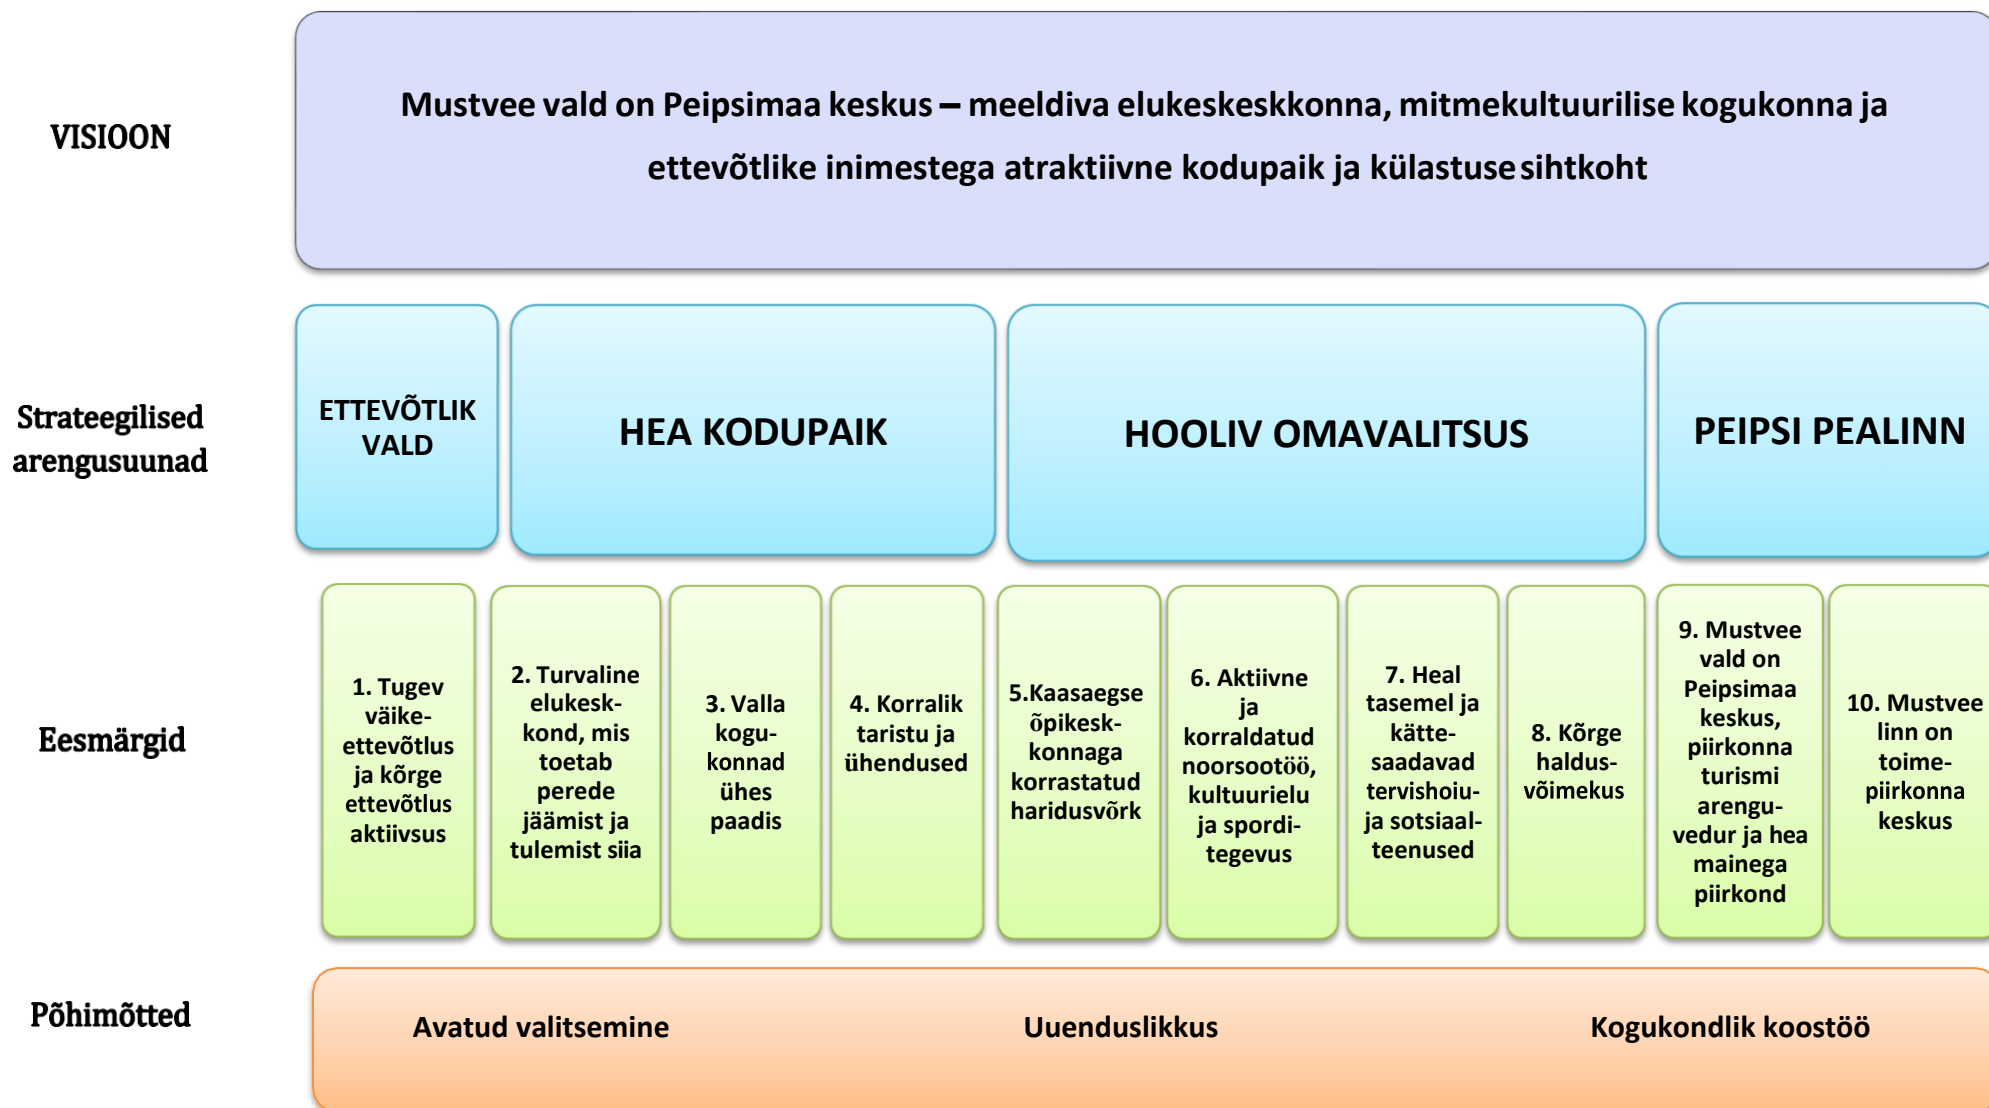 VISIOON
Mustvee vald on Peipsimaa keskus – meeldiva elukeskeskkonna, mitmekultuurilise kogukonna ja
ettevõtlike inimestega atraktiivne kodupaik ja külastuse sihtkoht
Strateegilised
arengusuunad
ETTEVÕTLIK
VALD
HEA KODUPAIK
HOOLIV OMAVALITSUS
PEIPSI PEALINN
Eesmärgid
1. Tugev
väike-
ettevõtlus
ja kõrge
ettevõtlus
aktiivsus
2. Turvaline
elukesk-
kond, mis
toetab
perede
jäämist ja
tulemist siia
3. Valla
kogu-
konnad
ühes
paadis
4. Korralik
taristu ja
ühendused
5.Kaasaegse
õpikesk-
konnaga
korrastatud
haridusvõrk
6. Aktiivne
ja
korraldatud
noorsootöö,
kultuurielu
ja spordi-
tegevus
7. Heal
tasemel ja
kätte-
saadavad
tervishoiu-
ja sotsiaal-
teenused
8. Kõrge
haldus-
võimekus
9. Mustvee
vald on
Peipsimaa
keskus,
piirkonna
turismi
arengu-
vedur ja hea
mainega
piirkond
10. Mustvee
linn on
toime-
piirkonna
keskus
Põhimõtted
Avatud valitsemine
Uuenduslikkus
Kogukondlik koostöö